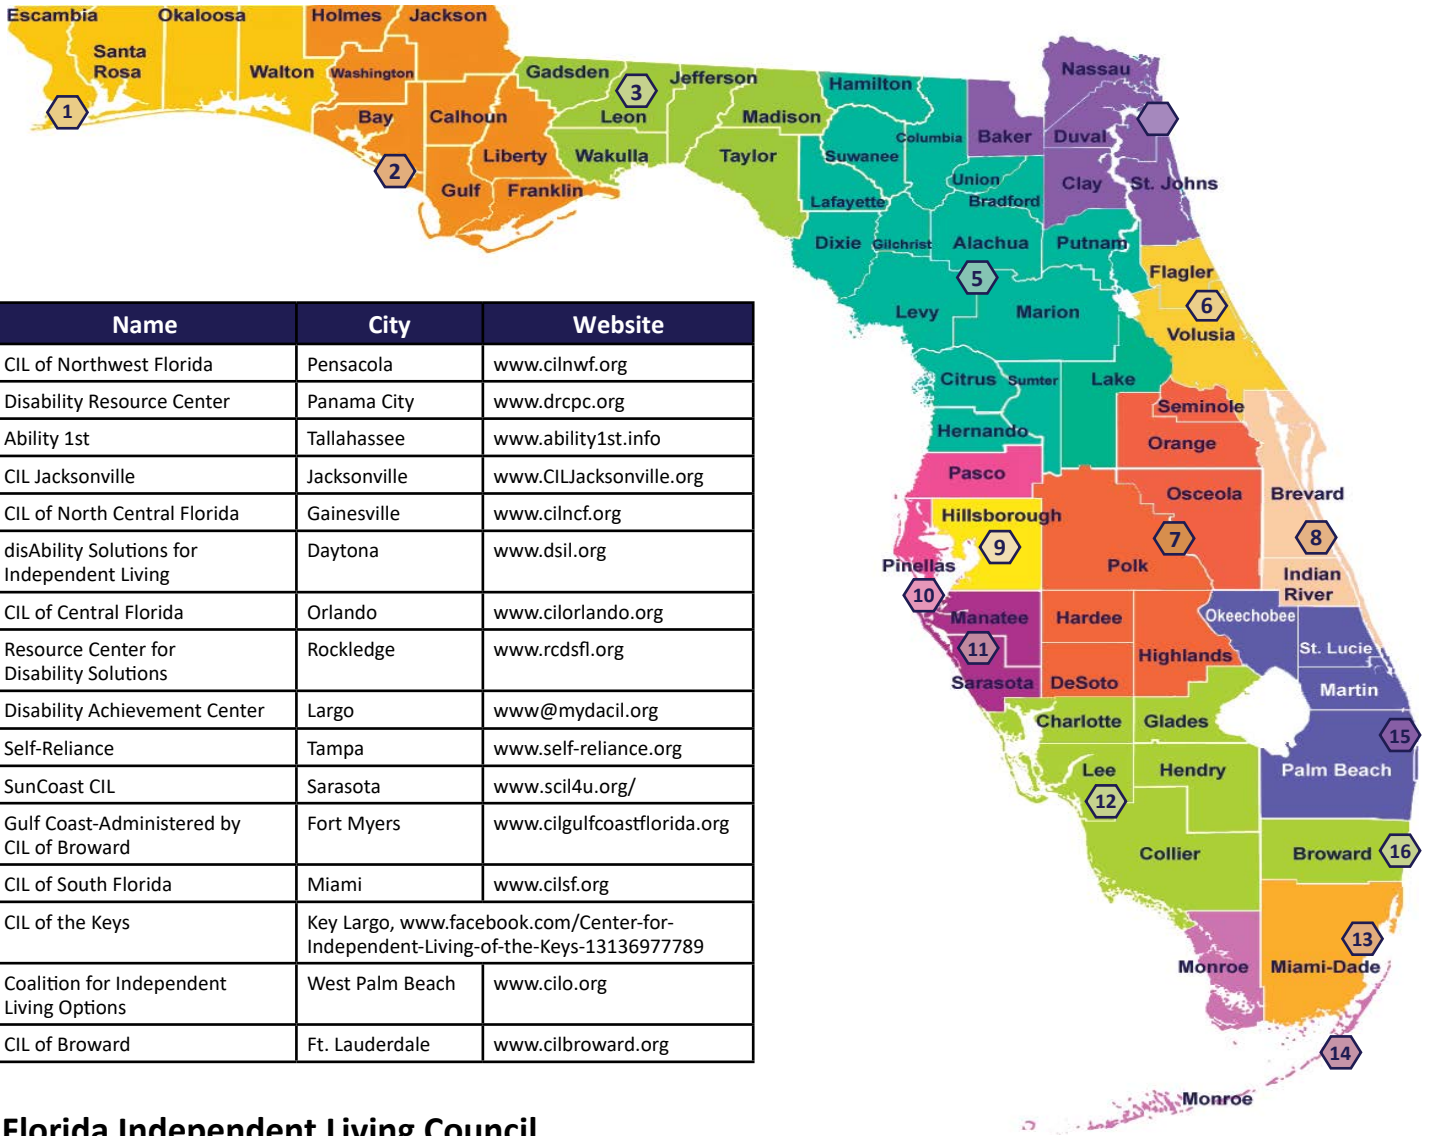 Escambia
Okaloosa
Holmes
Jackson
Santa
Rosa
Walton
Washington
Gadsden
Jefferson
Hamilton
Nassau
1
Bay
Calhoun
3
Leon
Madison
Columbia
Baker
Duval
2
Liberty
Wakulla
Taylor
Suwanee
Union
Clay
St. Johns
Gulf
Franklin
Lafayette
Bradford
Dixie
Gilchrist
Alachua
Putnam
5
Flagler
6
Levy
Marion
Volusia
Citrus
Sumter
Lake
Seminole
Hernando
Orange
Pasco
Osceola
Brevard
Hillsborough
9
7
8
Pinellas
Polk
Indian
River
10
Manatee
Hardee
Okeechobee
11
Highlands
St. Lucie
Sarasota
DeSoto
Martin
Charlotte
Glades
15
Lee
Hendry
Palm Beach
12
Collier
Broward
16
13
Monroe
Miami-Dade
14
Monroe
Name City Website
CIL of Northwest Florida Pensacola www.cilnwf.org
Disability Resource Center Panama City www.drcpc.org
Ability 1st Tallahassee www.ability1st.info
CIL Jacksonville Jacksonville www.CILJacksonville.org
CIL of North Central Florida Gainesville www.cilncf.org
disAbility Solutions for Daytona www.dsil.org
Independent Living
CIL of Central Florida Orlando www.cilorlando.org
Resource Center for Rockledge www.rcdsfl.org
Disability Solutions
Disability Achievement Center Largo www@mydacil.org
Self-Reliance Tampa www.self-reliance.org
SunCoast CIL Sarasota www.scil4u.org/
Gulf Coast-Administered by Fort Myers www.cilgulfcoastflorida.org
CIL of Broward
CIL of South Florida Miami www.cilsf.org
CIL of the Keys Key Largo, www.facebook.com/Center-for-
Independent-Living-of-the-Keys-13136977789
Coalition for Independent West Palm Beach www.cilo.org
Living Options
CIL of Broward Ft. Lauderdale www.cilbroward.org
Florida Independent Living Council